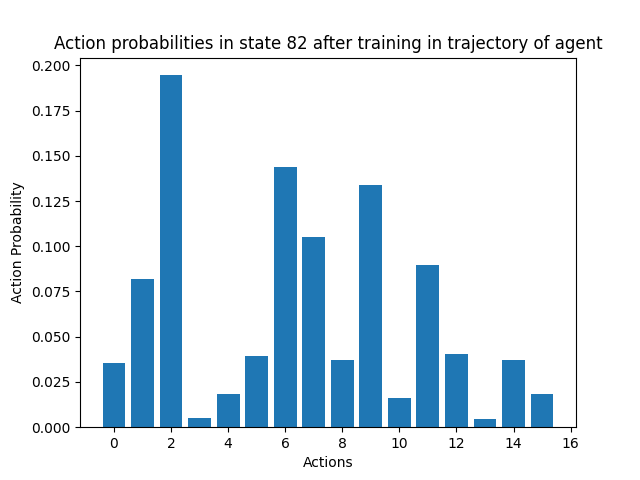 Action probabilities in state 82 after training in trajectory of agent
0.200
0.175
0.150
0.125
0.100
0.075
0.050
0.025
0.000
Action Probability
0 2 4 6 8 10 12 14 16
Actions